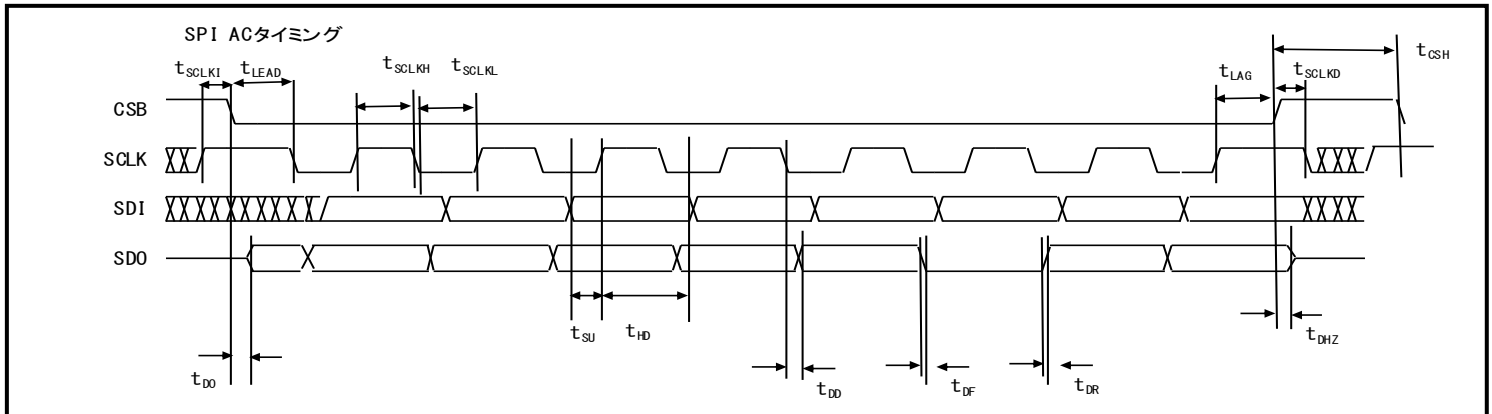 SPI ACタイミング
tSCLKI tLEAD tSCLKH tSCLKL tLAG tSCLKD tCSH
CSB
SCLK
SDI
SDO
tSU tHD tDHZ
tDO tDD tDF tDR